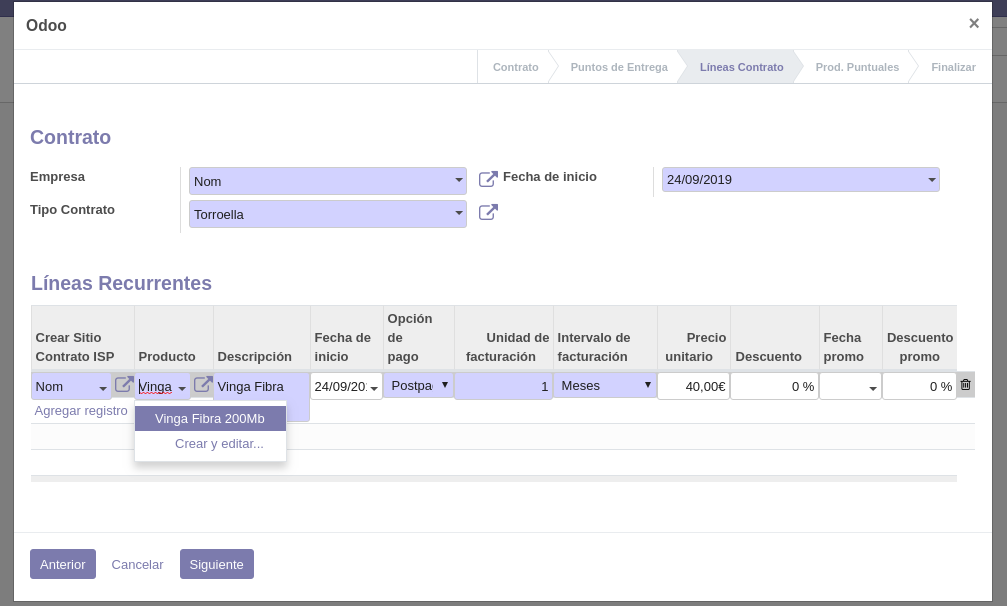 Odoo ×
Contrato Puntos de Entrega Líneas Contrato Prod. Puntuales Finalizar
Contrato
Empresa Nom Fecha de inicio 24/09/2019
Tipo Contrato Torroella
Líneas Recurrentes
Crear Sitio Contrato ISP Producto Descripción Fecha de inicio Opción de pago Unidad de facturación Intervalo de facturación Precio unitario Descuento Fecha promo Descuento promo
Nom Vinga Vinga Fibra 24/09/20 Postpa 1 Meses 40,00€ 0 % 0 %
Agregar registro
Vinga Fibra 200Mb
Crear y editar...
Anterior Cancelar Siguiente